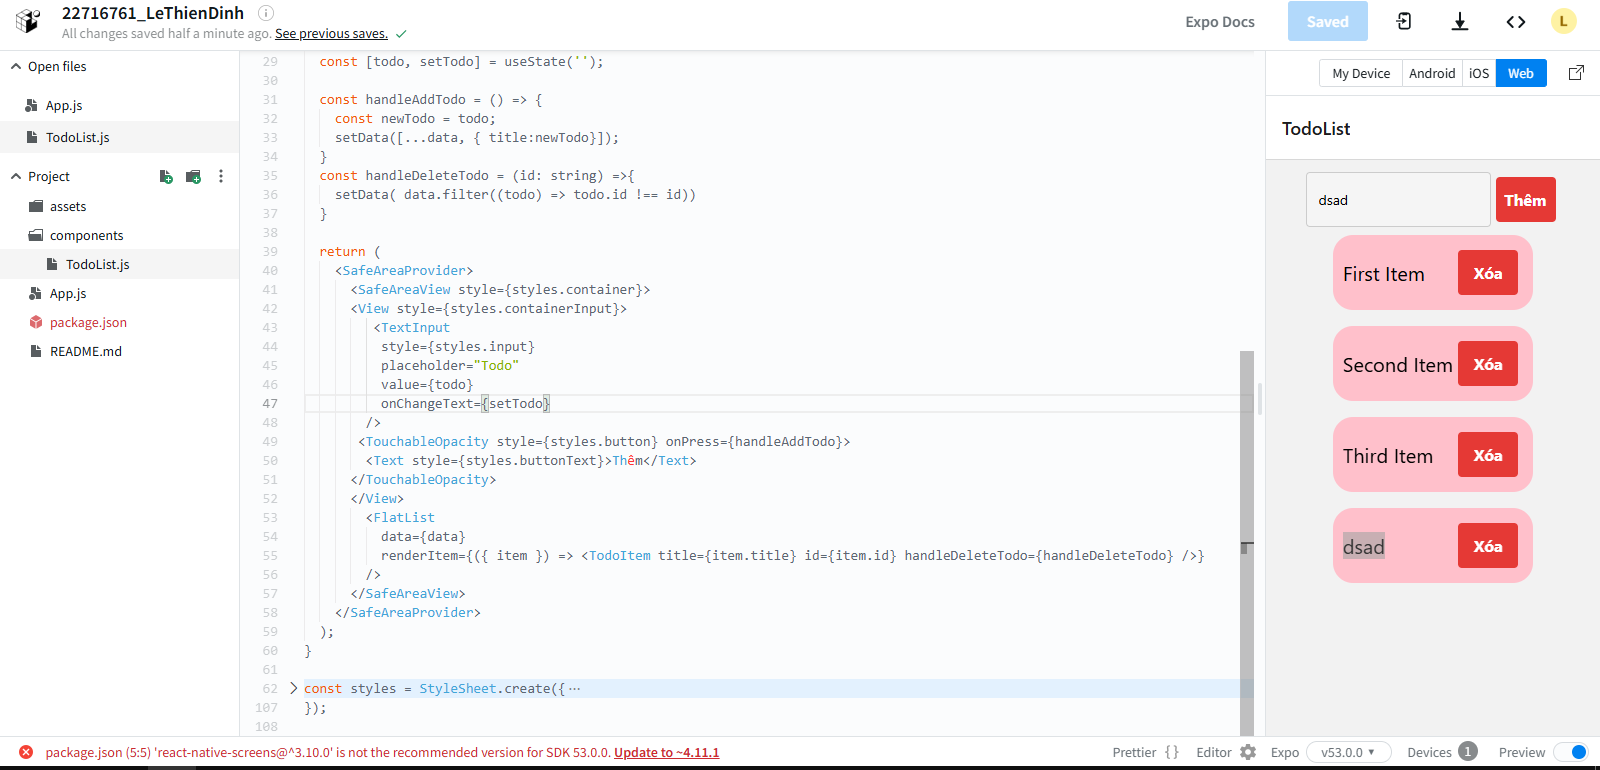 22716761_LeThienDinh
All changes saved half a minute ago. See previous saves.
Expo Docs
Saved
L
Open files
App.js
TodoList.js
Project
assets
components
TodoList.js
App.js
package.json
README.md
29 const [todo, setTodo] = useState('');
30
31 const handleAddTodo = () => {
32 const newTodo = todo;
33 setData([...data, { title:newTodo}]);
34 }
35 const handleDeleteTodo = (id: string) =>{
36 setData( data.filter((todo) => todo.id !== id))
37 }
38
39 return (
40 <SafeAreaProvider>
41 <SafeAreaView style={styles.container}>
42 <View style={styles.containerInput}>
43 <TextInput
44 style={styles.input}
45 placeholder="Todo"
46 value={todo}
47 onChangeText={setTodo}
48 />
49 <TouchableOpacity style={styles.button} onPress={handleAddTodo}>
50 <Text style={styles.buttonText}>Thêm</Text>
51 </TouchableOpacity>
52 </View>
53 <FlatList
54 data={data}
55 renderItem={({ item }) => <TodoItem title={item.title} id={item.id} handleDeleteTodo={handleDeleteTodo} />}
56 />
57 </SafeAreaView>
58 </SafeAreaProvider>
59 );
60 }
61
62 const styles = StyleSheet.create({ ···
107 });
108
My Device Android iOS Web
TodoList
dsad Thêm
First Item Xóa
Second Item Xóa
Third Item Xóa
dsad Xóa
package.json (5:5) 'react-native-screens@^3.10.0' is not the recommended version for SDK 53.0.0. Update to ~4.11.1
Prettier { } Editor Expo v53.0.0 Devices 1 Preview